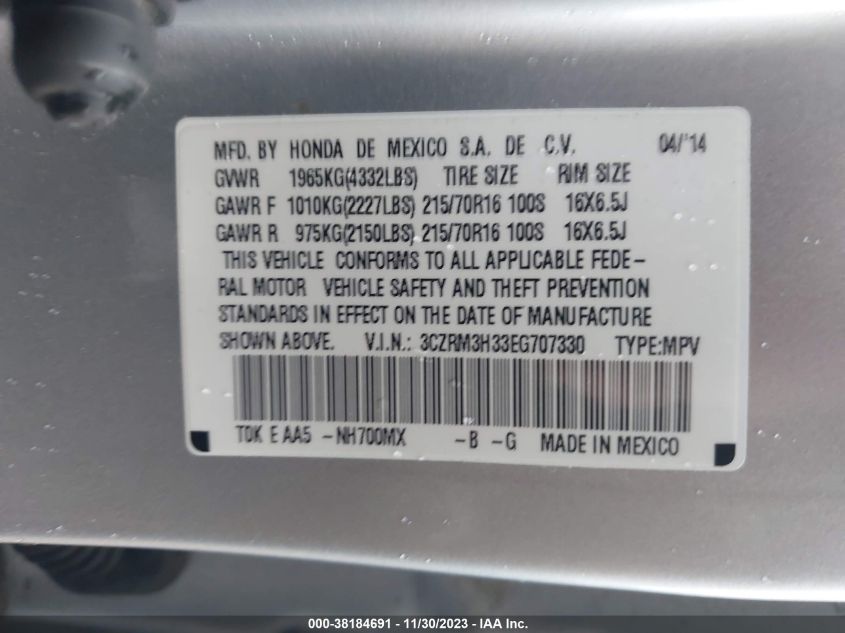 MFD. BY HONDA DE MEXICO S.A. DE C.V. 04/'14
GVWR 1965KG(4332LBS) TIRE SIZE RIM SIZE
GAWR F 1010KG(2227LBS) 215/70R16 100S 16X6.5J
GAWR R 975KG(2150LBS) 215/70R16 100S 16X6.5J
THIS VEHICLE CONFORMS TO ALL APPLICABLE FEDE-
RAL MOTOR VEHICLE SAFETY AND THEFT PREVENTION
STANDARDS IN EFFECT ON THE DATE OF MANUFACTURE
SHOWN ABOVE. V.I.N.: 3CZRM3H33EG707330 TYPE:MPV
T0K E AA5 -NH700MX -B -G MADE IN MEXICO
000-38184691 - 11/30/2023 - IAA Inc.